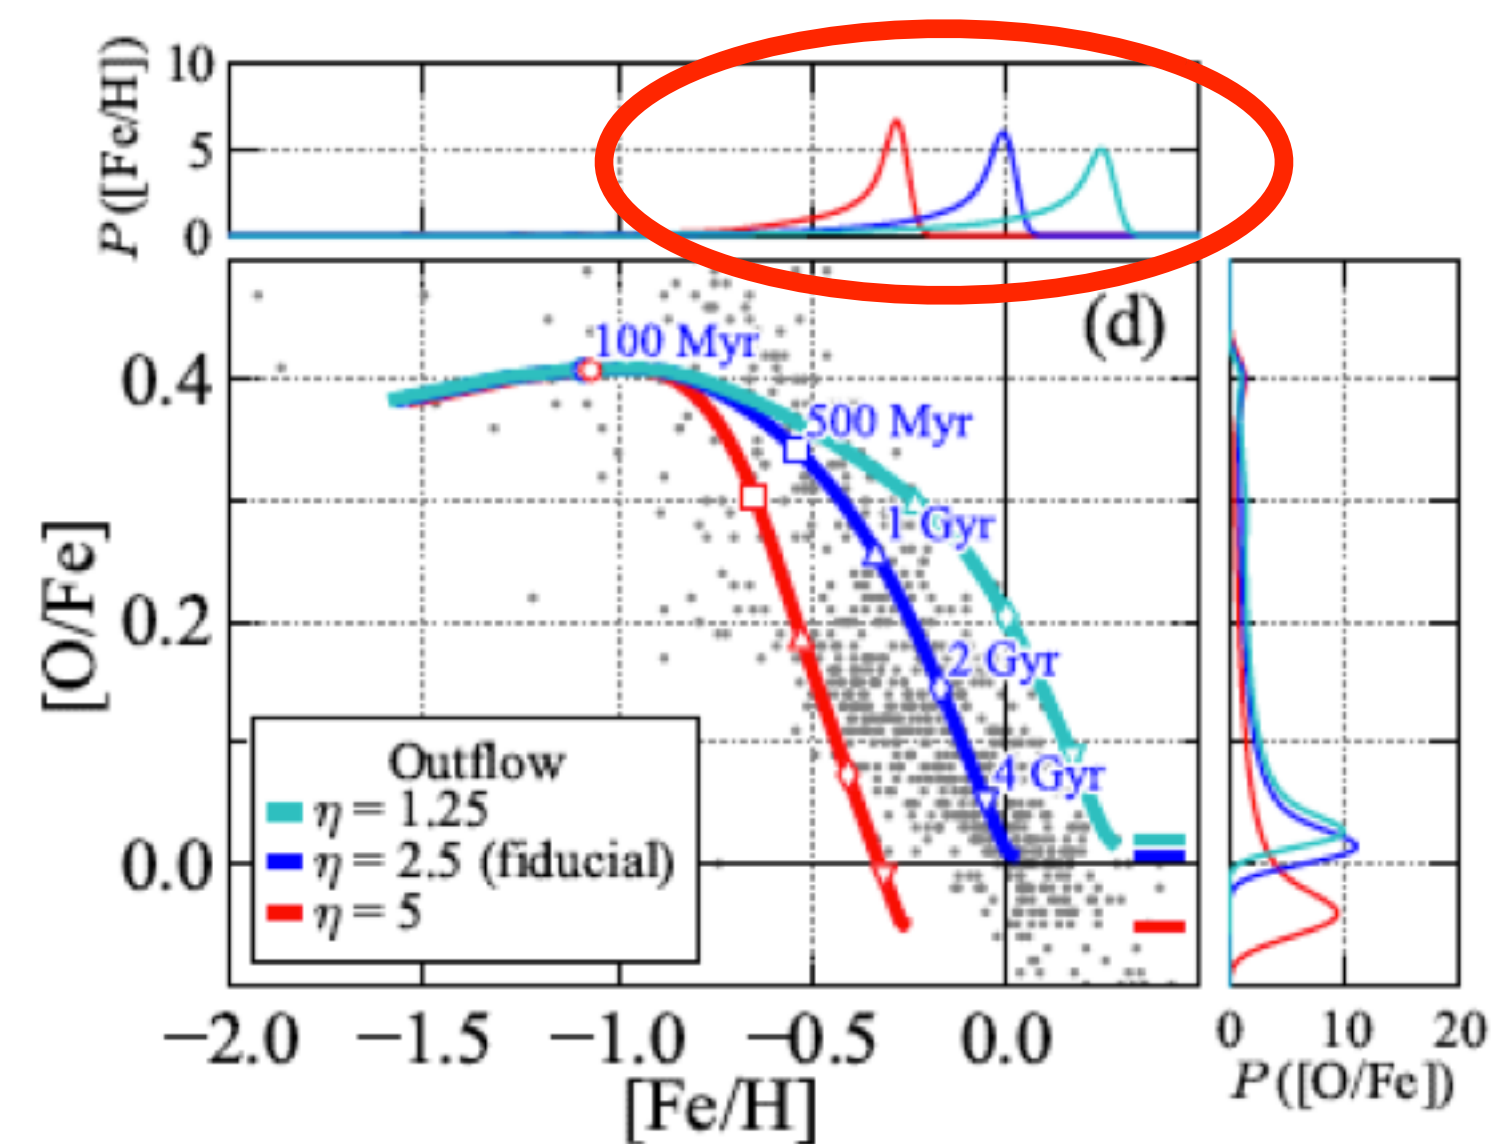 P([Fe/H])
10
5
0
(d)
100 Myr
500 Myr
1 Gyr
2 Gyr
4 Gyr
[O/Fe]
0.4
0.2
0.0
Outflow
η = 1.25
η = 2.5 (fiducial)
η = 5
−2.0 −1.5 −1.0 −0.5 0.0
[Fe/H]
0 10 20
P([O/Fe])